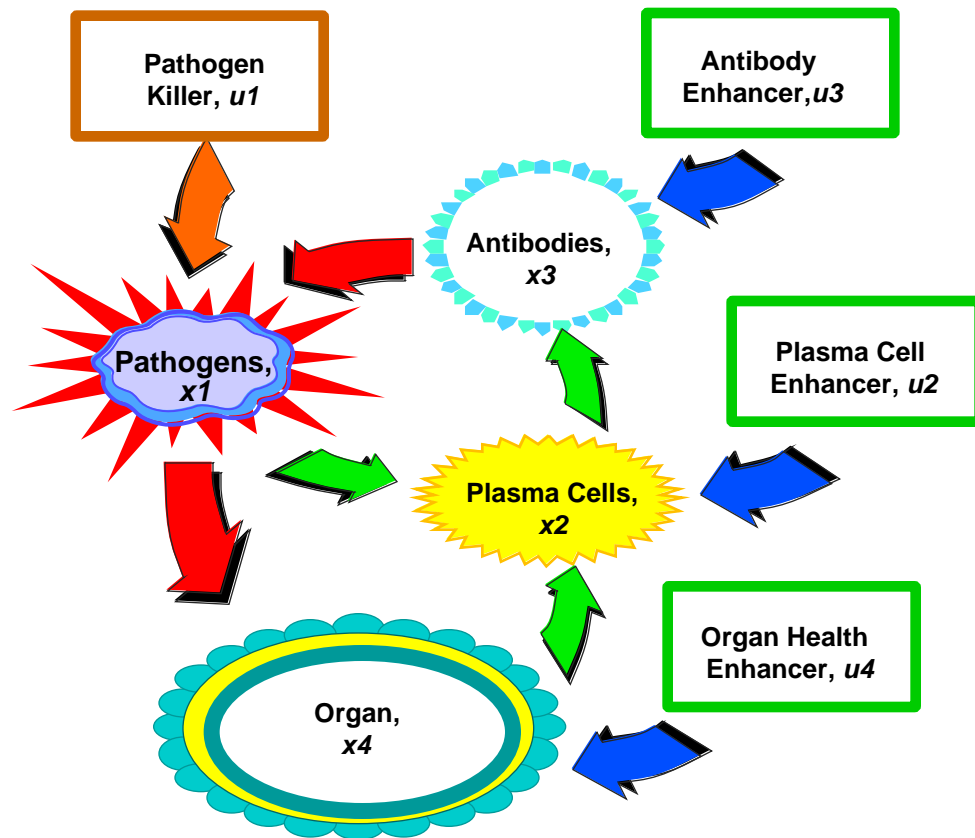 Pathogen
Killer, u1
Antibody
Enhancer,u3
Antibodies,
x3
Pathogens,
x1
Plasma Cell
Enhancer, u2
Plasma Cells,
x2
Organ Health
Enhancer, u4
Organ,
x4